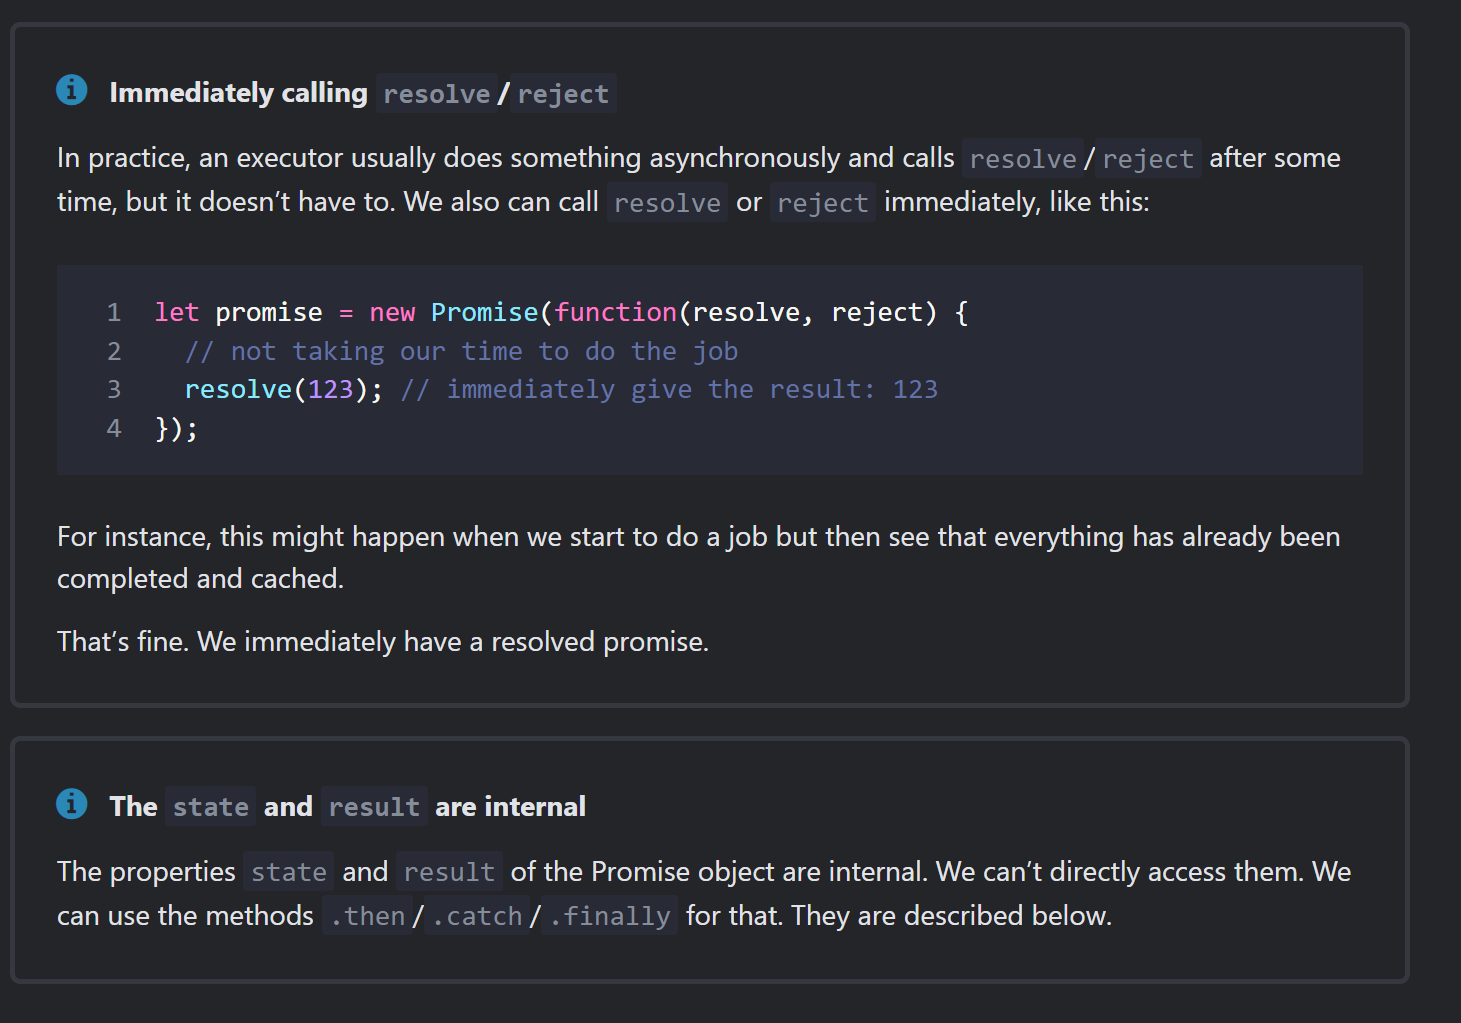 Immediately calling resolve/reject
In practice, an executor usually does something asynchronously and calls resolve/reject after some
time, but it doesn’t have to. We also can call resolve or reject immediately, like this:
1 let promise = new Promise(function(resolve, reject) {
2   // not taking our time to do the job
3   resolve(123); // immediately give the result: 123
4 });
For instance, this might happen when we start to do a job but then see that everything has already been
completed and cached.
That’s fine. We immediately have a resolved promise.
The state and result are internal
The properties state and result of the Promise object are internal. We can’t directly access them. We
can use the methods .then/.catch/.finally for that. They are described below.